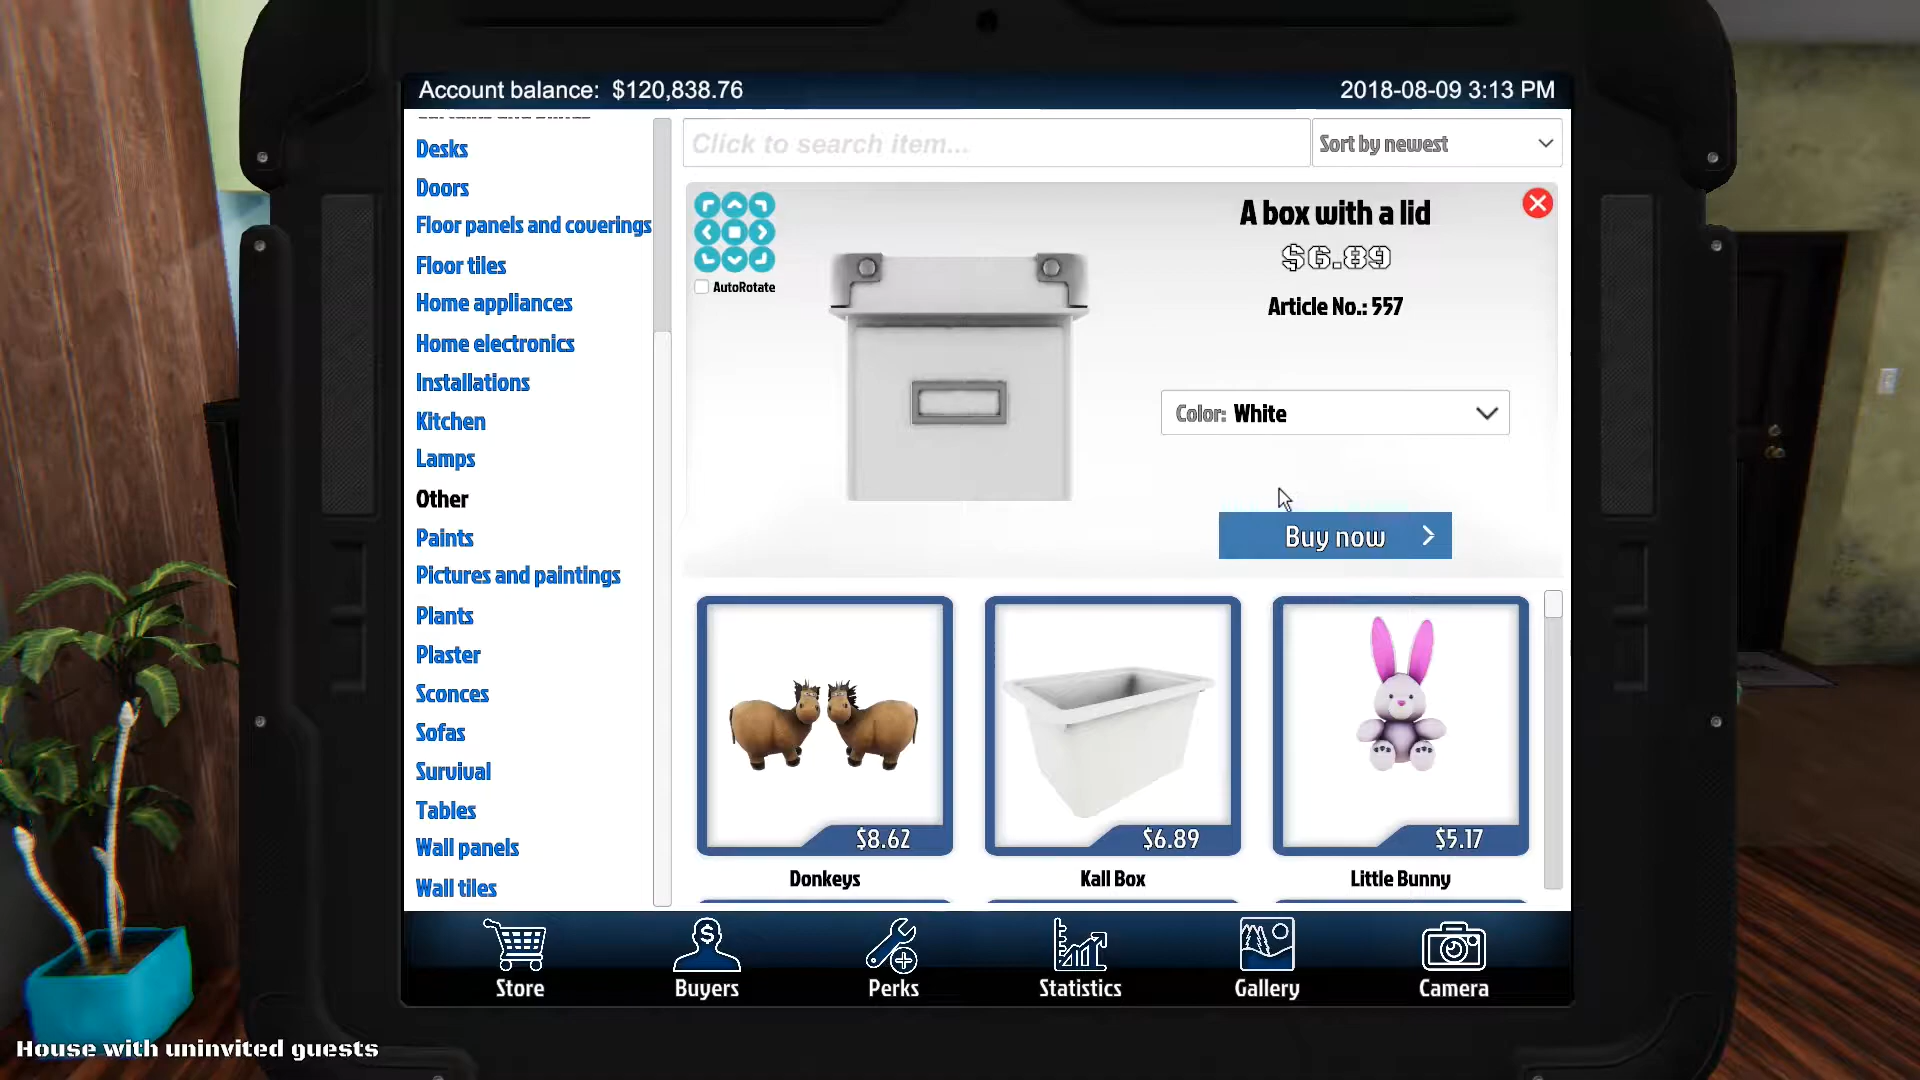 Account balance: $120,838.76
2018-08-09 3:13 PM
Click to search item...
Sort by newest
Desks
Doors
Floor panels and coverings
Floor tiles
Home appliances
Home electronics
Installations
Kitchen
Lamps
Other
Paints
Pictures and paintings
Plants
Plaster
Sconces
Sofas
Survival
Tables
Wall panels
Wall tiles
AutoRotate
A box with a lid
$6.89
Article No.: 557
Color: White
Buy now
$8.62
$6.89
$5.17
Donkeys
Kall Box
Little Bunny
Store
Buyers
Perks
Statistics
Gallery
Camera
House with uninvited guests